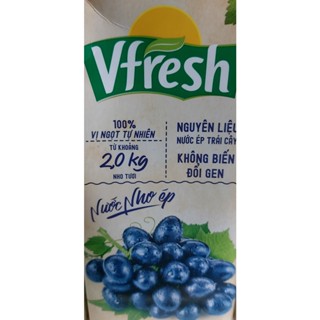 Vfresh
100%
VỊ NGỌT TỰ NHIÊN
TỪ KHOẢNG
2,0 kg
NHO TƯƠI
NGUYÊN LIỆU
NƯỚC ÉP TRÁI CÂY
KHÔNG BIẾN
ĐỔI GEN
Nước Nho ép